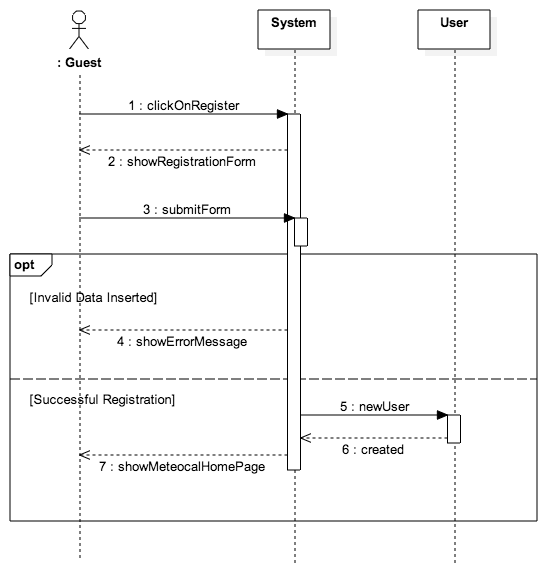 System
User
: Guest
1 : clickOnRegister
2 : showRegistrationForm
3 : submitForm
opt
[Invalid Data Inserted]
4 : showErrorMessage
[Successful Registration]
5 : newUser
6 : created
7 : showMeteocalHomePage